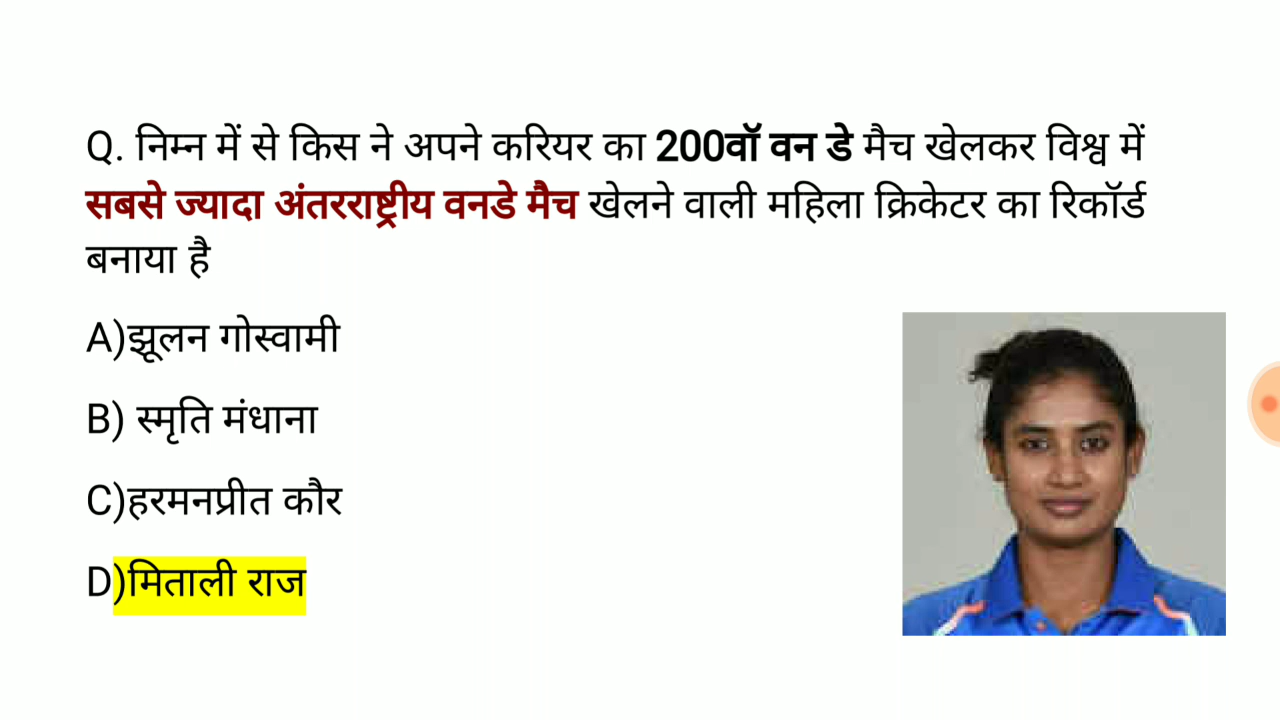 Q. निम्न में से किस ने अपने करियर का 200वॉ वन डे मैच खेलकर विश्व में
सबसे ज्यादा अंतरराष्ट्रीय वनडे मैच खेलने वाली महिला क्रिकेटर का रिकॉर्ड
बनाया है
A)झूलन गोस्वामी
B) स्मृति मंधाना
C)हरमनप्रीत कौर
D)मिताली राज